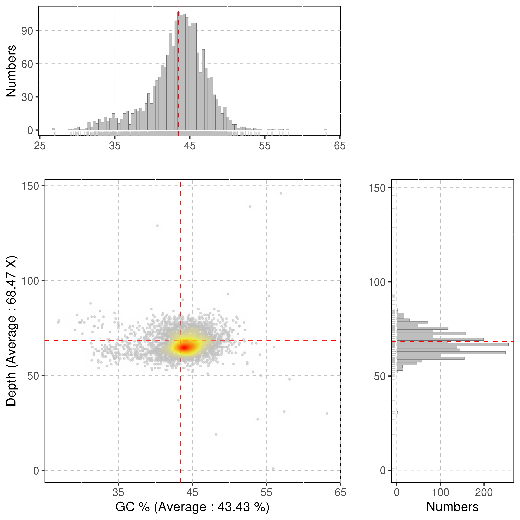 Numbers
90
60
30
0
25 35 45 55 65
Depth (Average : 68.47 X)
150
100
50
0
35 45 55 65
GC % (Average : 43.43 %)
150
100
50
0
0 100 200
Numbers